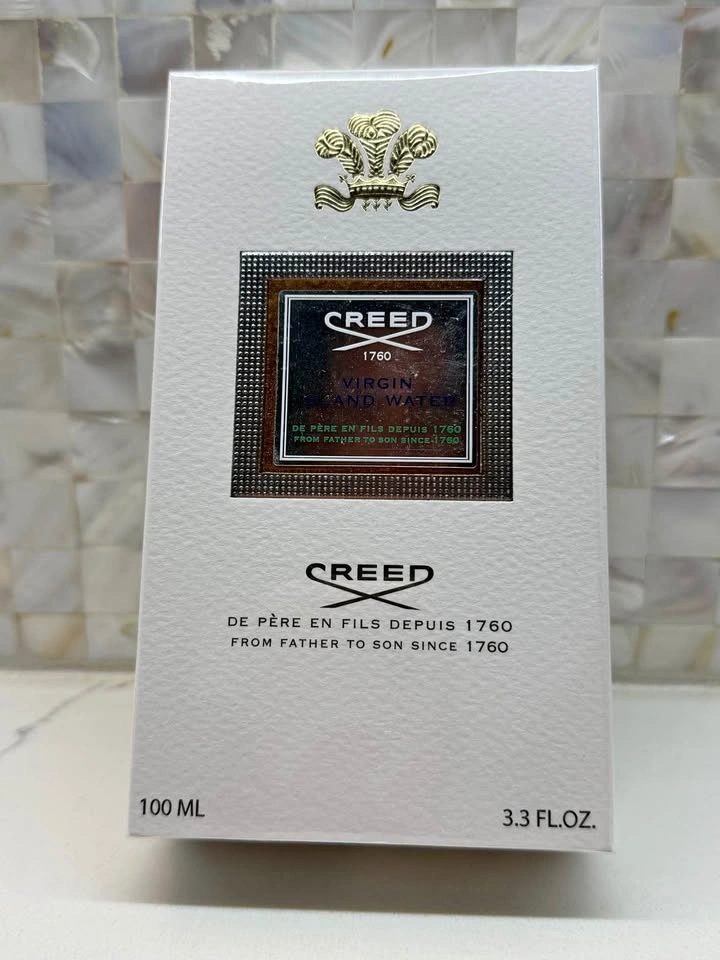 CREED
1760
VIRGIN
ISLAND WATER
DE PÈRE EN FILS DEPUIS 1760
FROM FATHER TO SON SINCE 1760
CREED
DE PÈRE EN FILS DEPUIS 1760
FROM FATHER TO SON SINCE 1760
100 ML
3.3 FL.OZ.